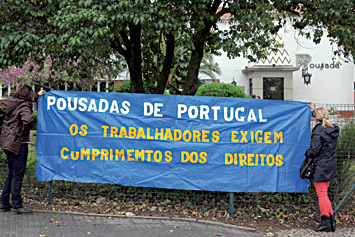 Pousada
POUSADAS DE PORTUGAL
OS TRABALHADORES EXIGEM
CUMPRIMENTOS DOS DIREITOS